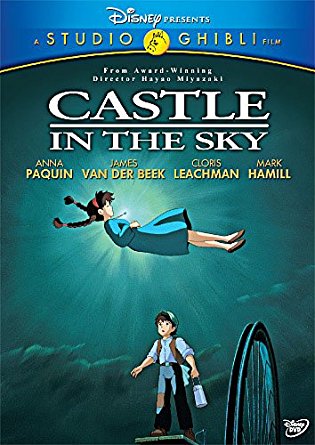 DISNEY PRESENTS
A STUDIO GHIBLI FILM
From Award-Winning
Director Hayao Miyazaki
CASTLE
IN THE SKY
ANNA PAQUIN
JAMES VAN DER BEEK
CLORIS LEACHMAN
MARK HAMILL
Disney
DVD